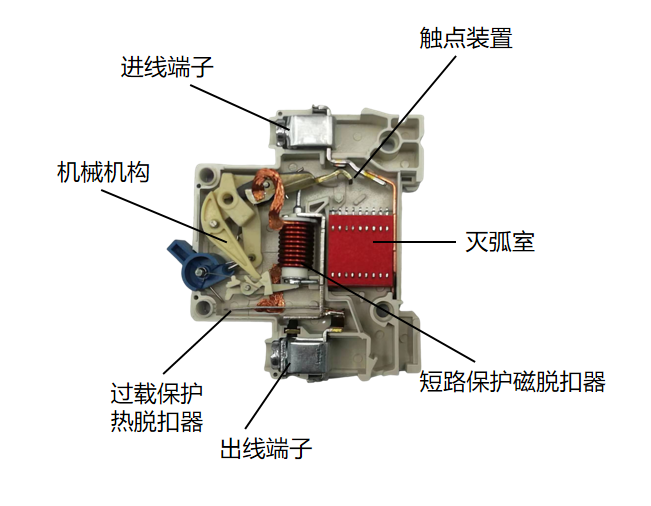 触点装置
进线端子
机械机构
灭弧室
短路保护磁脱扣器
过载保护
热脱扣器
出线端子